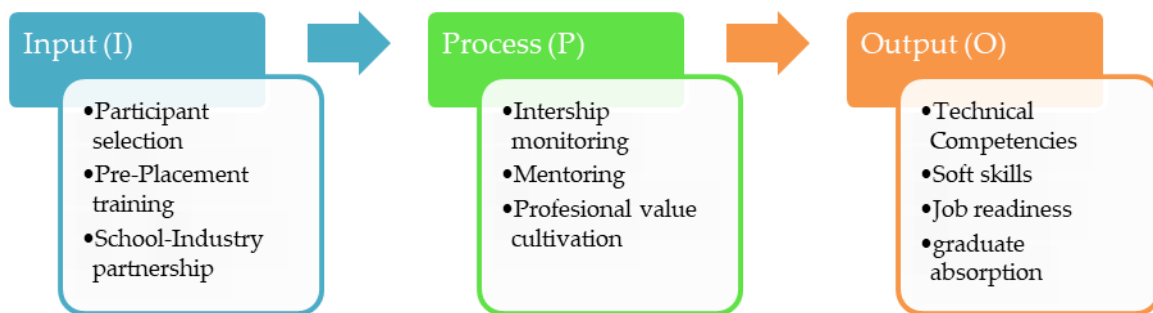 Input (I)
•Participant
selection
•Pre-Placement
training
•School-Industry
partnership
Process (P)
•Intership
monitoring
•Mentoring
•Profesional value
cultivation
Output (O)
•Technical
Competencies
•Soft skills
•Job readiness
•graduate
absorption